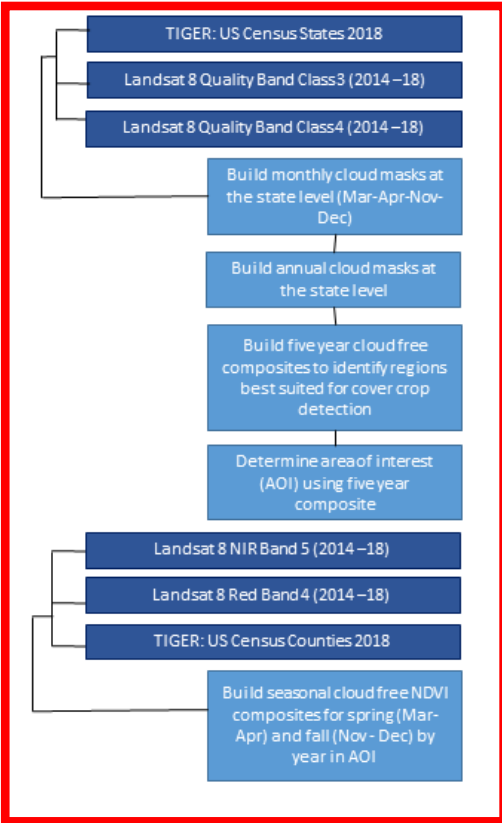 TIGER: US Census States 2018
Landsat 8 Quality Band Class3 (2014 –18)
Landsat 8 Quality Band Class4 (2014 –18)
Build monthly cloud masks at
the state level (Mar-Apr-Nov-
Dec)
Build annual cloud masks at
the state level
Build five year cloud free
composites to identify regions
best suited for cover crop
detection
Determine area of interest
(AOI) using five year
composite
Landsat 8 NIR Band 5 (2014 –18)
Landsat 8 Red Band 4 (2014 –18)
TIGER: US Census Counties 2018
Build seasonal cloud free NDVI
composites for spring (Mar-
Apr) and fall (Nov - Dec) by
year in AOI